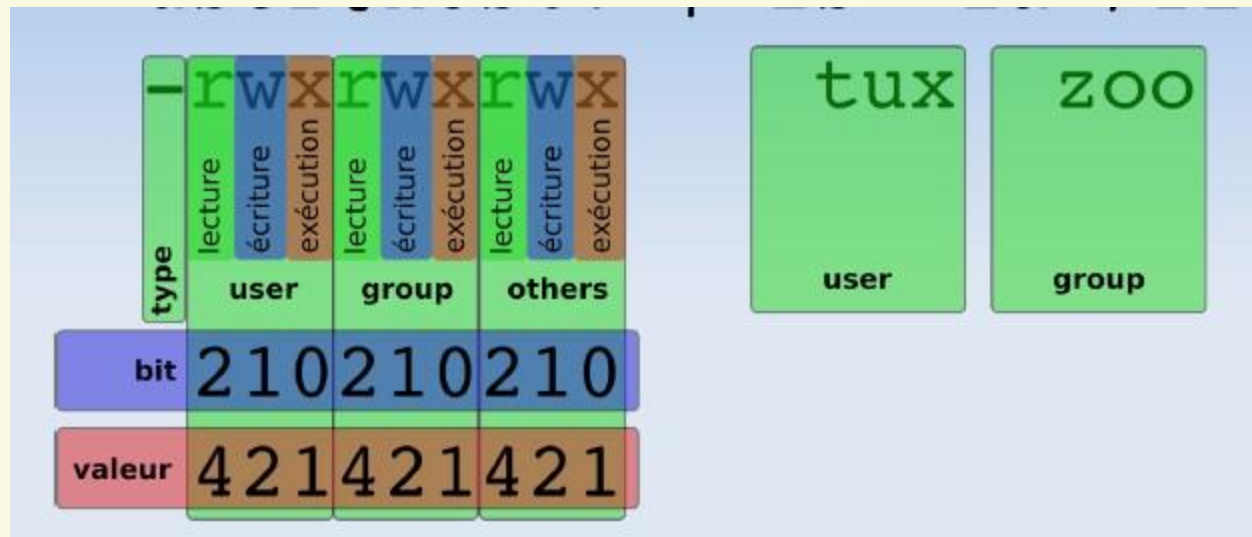 -rwxrwxrwx tux zoo
type lecture écriture exécution lecture écriture exécution lecture écriture exécution
user group others user group
bit 210210210
valeur 421421421